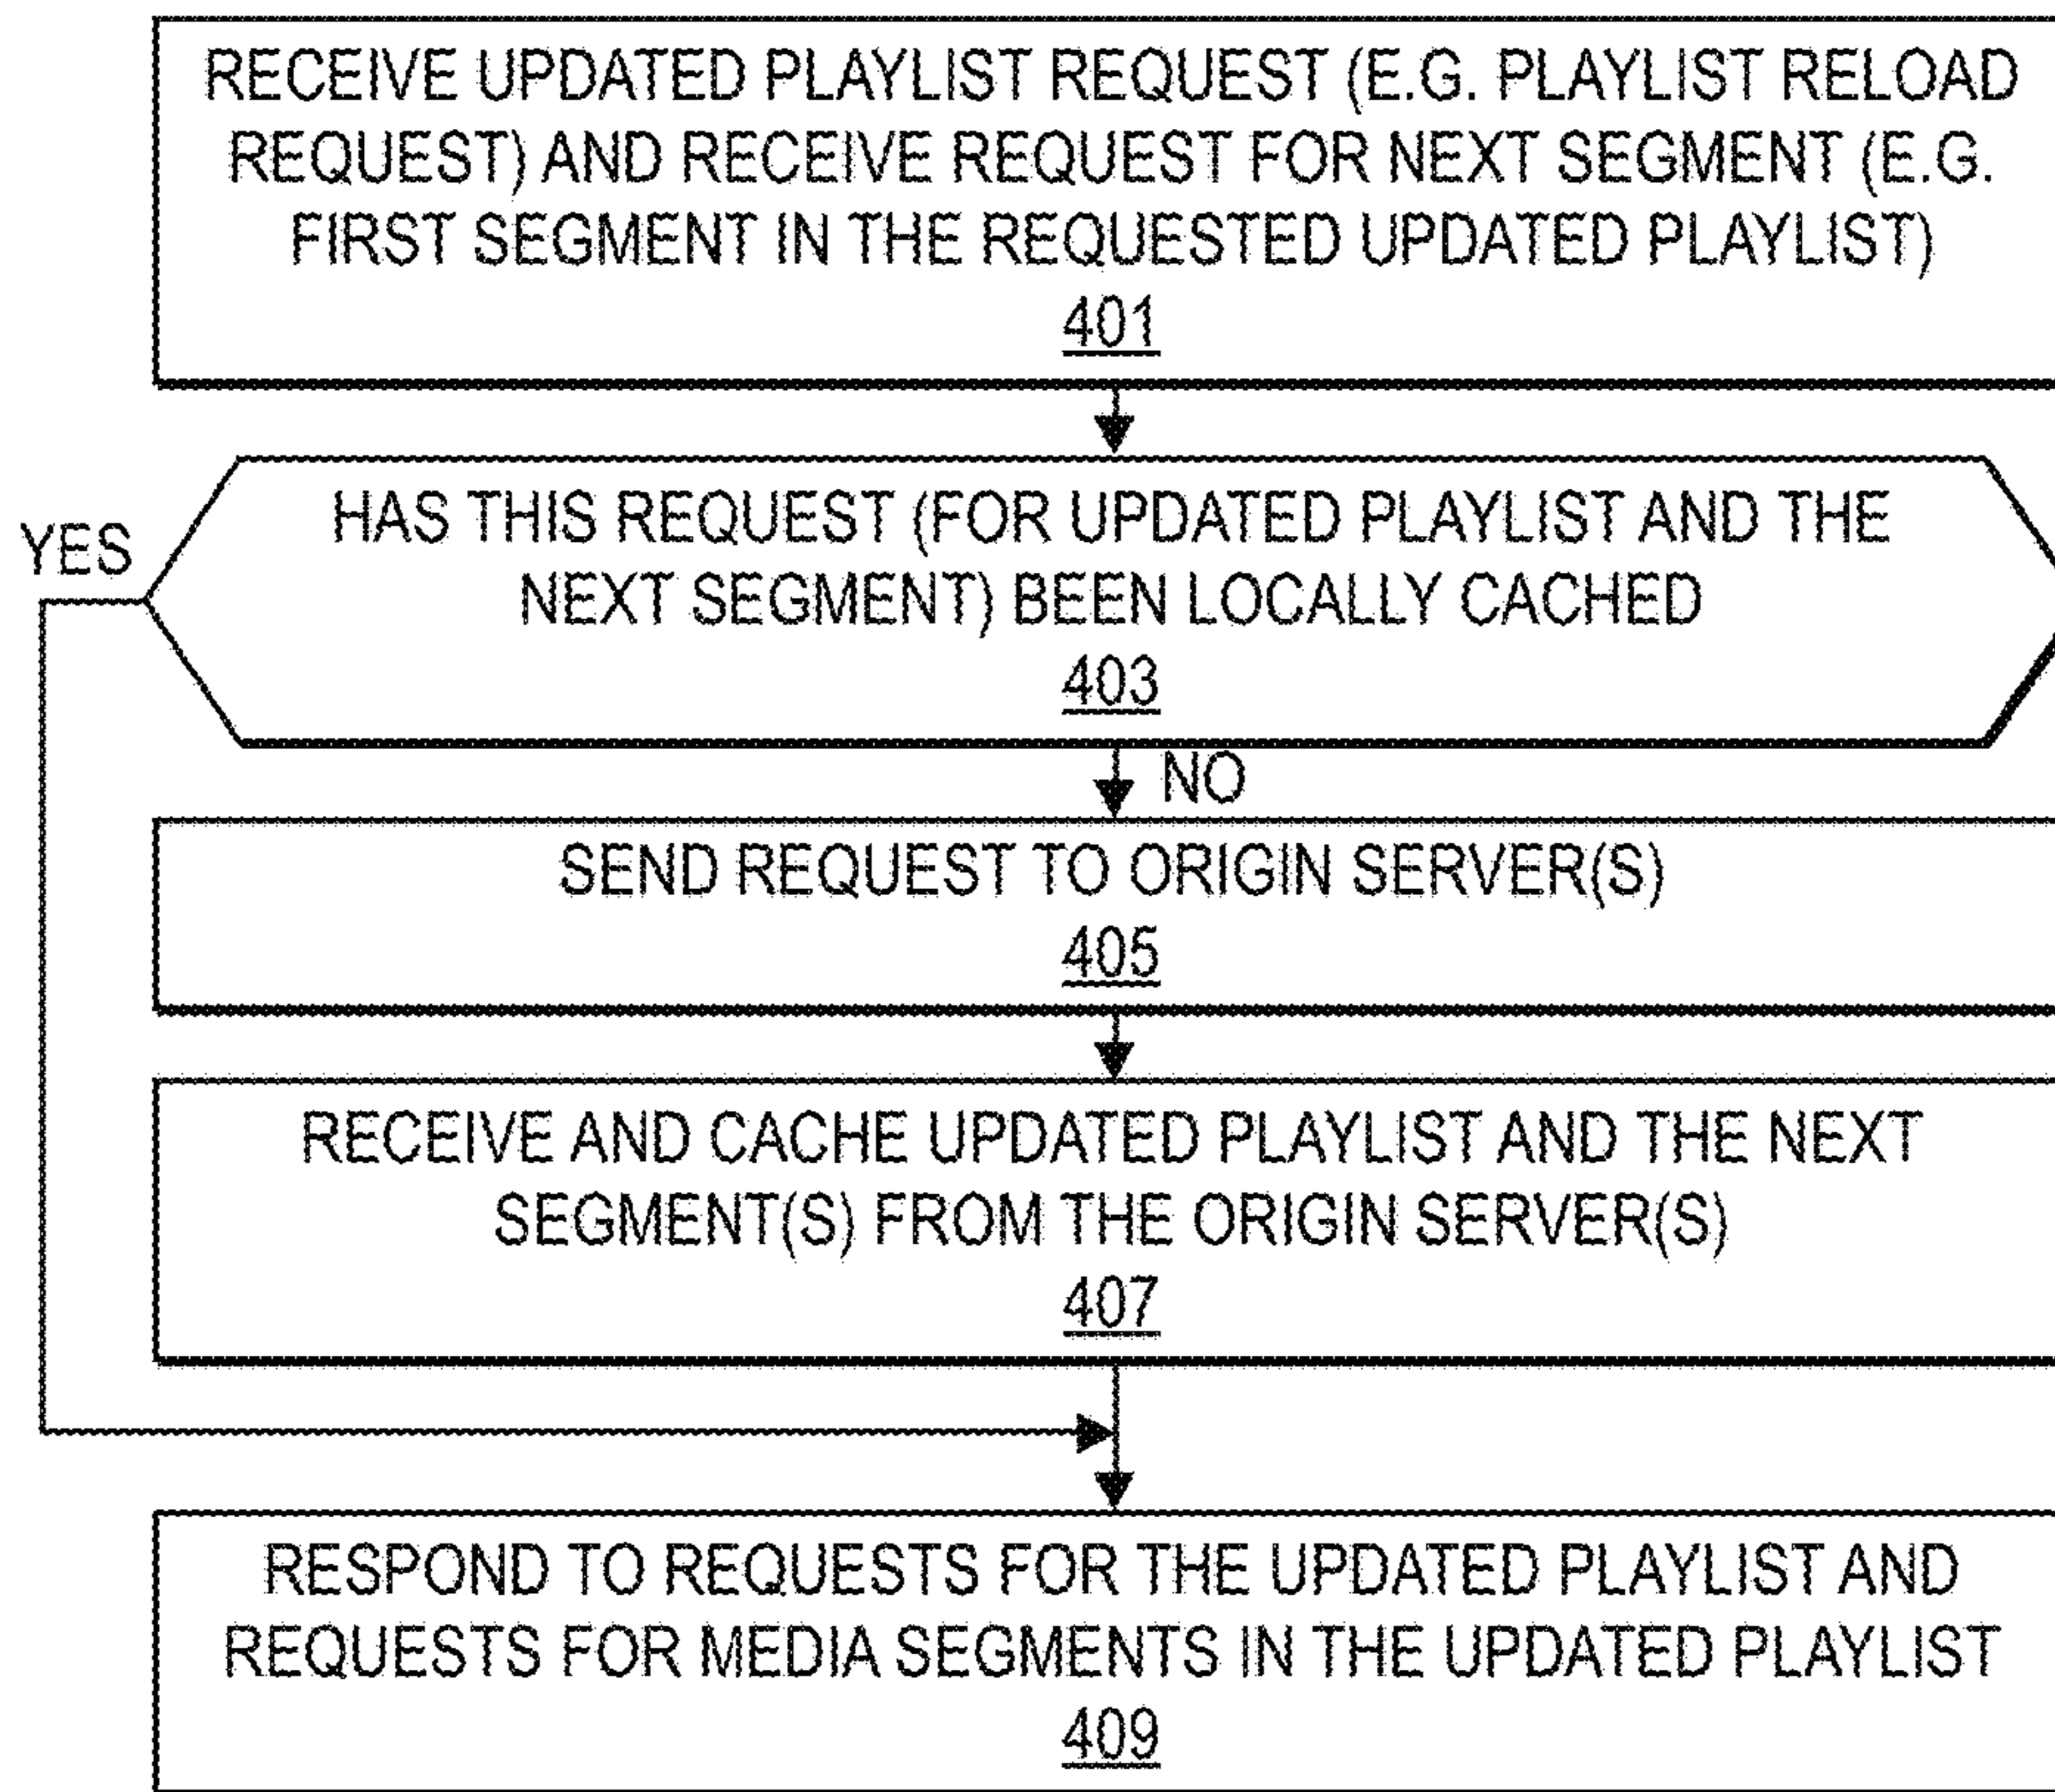 RECEIVE UPDATED PLAYLIST REQUEST (E.G. PLAYLIST RELOAD
REQUEST) AND RECEIVE REQUEST FOR NEXT SEGMENT (E.G.
FIRST SEGMENT IN THE REQUESTED UPDATED PLAYLIST)
401
YES
HAS THIS REQUEST (FOR UPDATED PLAYLIST AND THE
NEXT SEGMENT) BEEN LOCALLY CACHED
403
NO
SEND REQUEST TO ORIGIN SERVER(S)
405
RECEIVE AND CACHE UPDATED PLAYLIST AND THE NEXT
SEGMENT(S) FROM THE ORIGIN SERVER(S)
407
RESPOND TO REQUESTS FOR THE UPDATED PLAYLIST AND
REQUESTS FOR MEDIA SEGMENTS IN THE UPDATED PLAYLIST
409